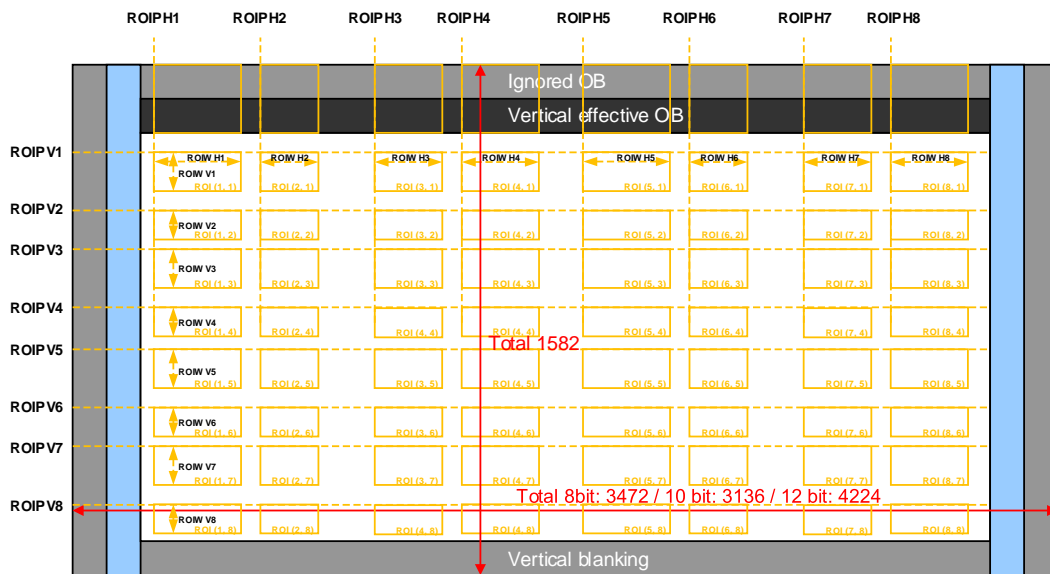 ROIPH1 ROIPH2 ROIPH3 ROIPH4 ROIPH5 ROIPH6 ROIPH7 ROIPH8
Ignored OB
Vertical effective OB
ROIPV1
ROIW H1 ROIW H2 ROIW H3 ROIW H4 ROIW H5 ROIW H6 ROIW H7 ROIW H8
ROIW V1
ROI (1, 1) ROI (2, 1) ROI (3, 1) ROI (4, 1) ROI (5, 1) ROI (6, 1) ROI (7, 1) ROI (8, 1)
ROIPV2
ROIW V2
ROI (1, 2) ROI (2, 2) ROI (3, 2) ROI (4, 2) ROI (5, 2) ROI (6, 2) ROI (7, 2) ROI (8, 2)
ROIPV3
ROIW V3
ROI (1, 3) ROI (2, 3) ROI (3, 3) ROI (4, 3) ROI (5, 3) ROI (6, 3) ROI (7, 3) ROI (8, 3)
ROIPV4
ROIW V4
ROI (1, 4) ROI (2, 4) ROI (4, 4) ROI (4, 4) ROI (5, 4) ROI (6, 4) ROI (7, 4) ROI (8, 4)
Total 1582
ROIPV5
ROIW V5
ROI (1, 5) ROI (2, 5) ROI (3, 5) ROI (4, 5) ROI (5, 5) ROI (6, 5) ROI (7, 5) ROI (8, 5)
ROIPV6
ROIW V6
ROI (1, 6) ROI (2, 6) ROI (3, 6) ROI (4, 6) ROI (5, 6) ROI (6, 6) ROI (7, 6) ROI (8, 6)
ROIPV7
ROIW V7
ROI (1, 7) ROI (2, 7) ROI (3, 7) ROI (4, 7) ROI (5, 7) ROI (6, 7) ROI (7, 7) ROI (8, 7)
Total 8bit: 3472 / 10 bit: 3136 / 12 bit: 4224
ROIPV8
ROIW V8
ROI (1, 8) ROI (2, 8) ROI (4, 8) ROI (4, 8) ROI (5, 8) ROI (6, 8) ROI (7, 8) ROI (8, 8)
Vertical blanking